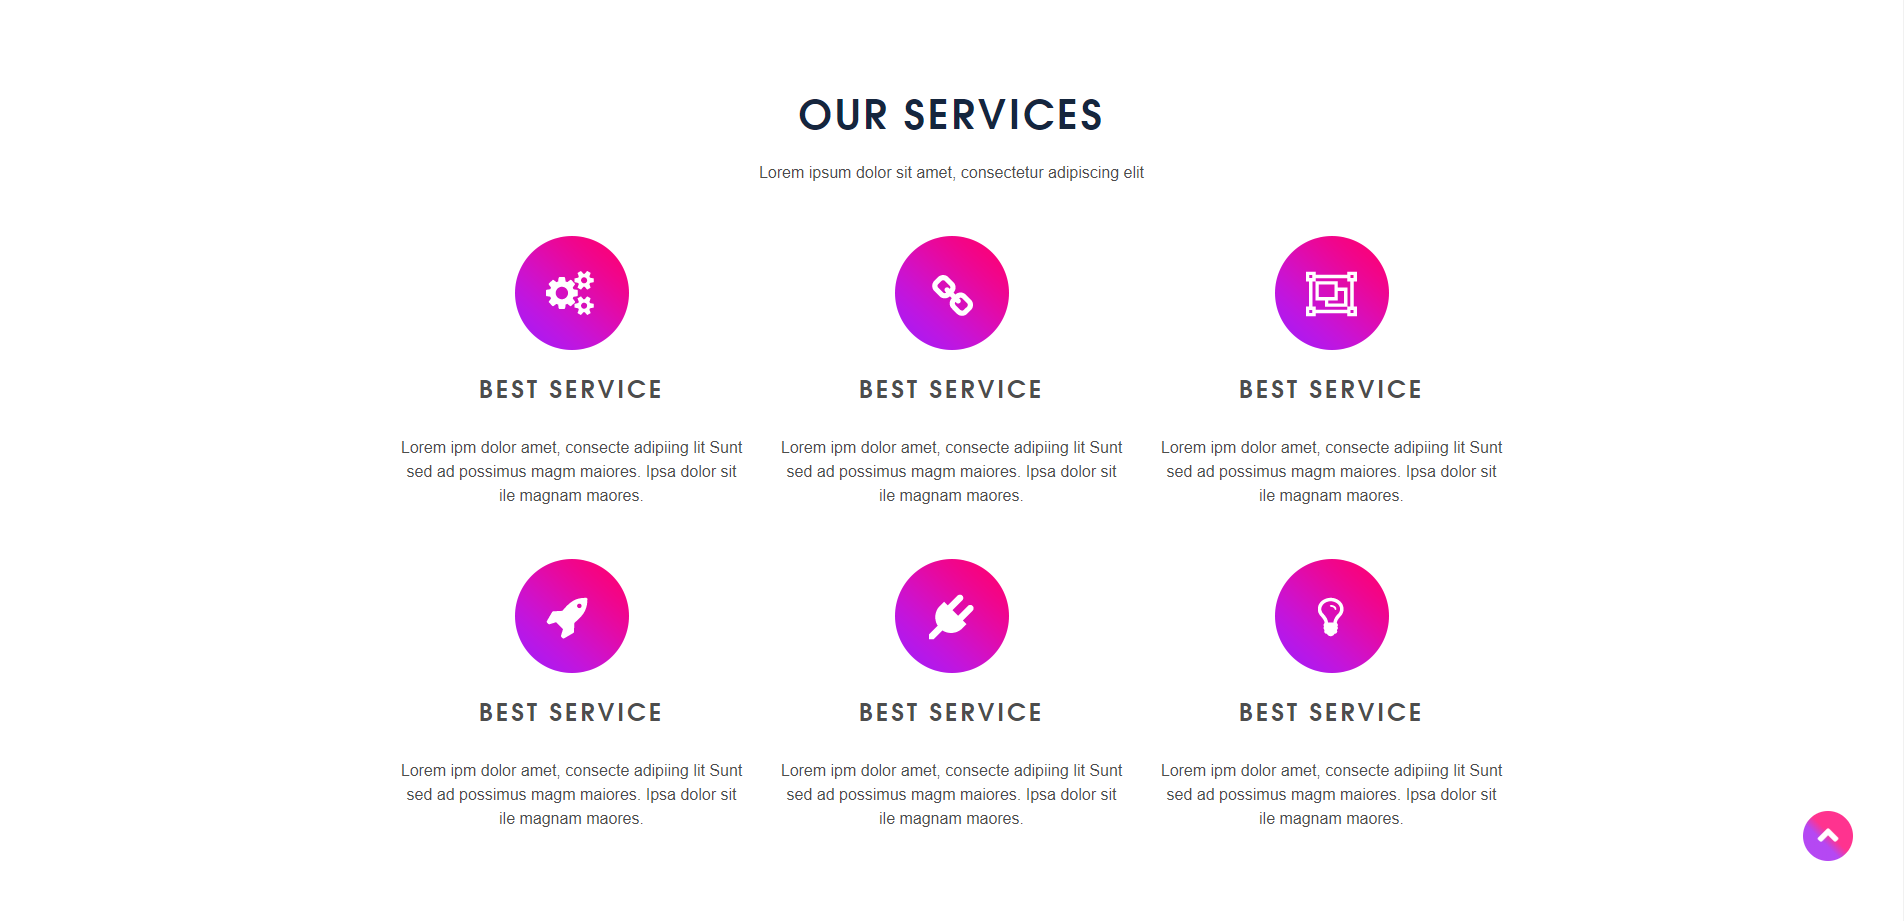 OUR SERVICES
Lorem ipsum dolor sit amet, consectetur adipiscing elit
BEST SERVICE
Lorem ipm dolor amet, consecte adipiing lit Sunt
sed ad possimus magm maiores. Ipsa dolor sit
ile magnam maores.
BEST SERVICE
Lorem ipm dolor amet, consecte adipiing lit Sunt
sed ad possimus magm maiores. Ipsa dolor sit
ile magnam maores.
BEST SERVICE
Lorem ipm dolor amet, consecte adipiing lit Sunt
sed ad possimus magm maiores. Ipsa dolor sit
ile magnam maores.
BEST SERVICE
Lorem ipm dolor amet, consecte adipiing lit Sunt
sed ad possimus magm maiores. Ipsa dolor sit
ile magnam maores.
BEST SERVICE
Lorem ipm dolor amet, consecte adipiing lit Sunt
sed ad possimus magm maiores. Ipsa dolor sit
ile magnam maores.
BEST SERVICE
Lorem ipm dolor amet, consecte adipiing lit Sunt
sed ad possimus magm maiores. Ipsa dolor sit
ile magnam maores.